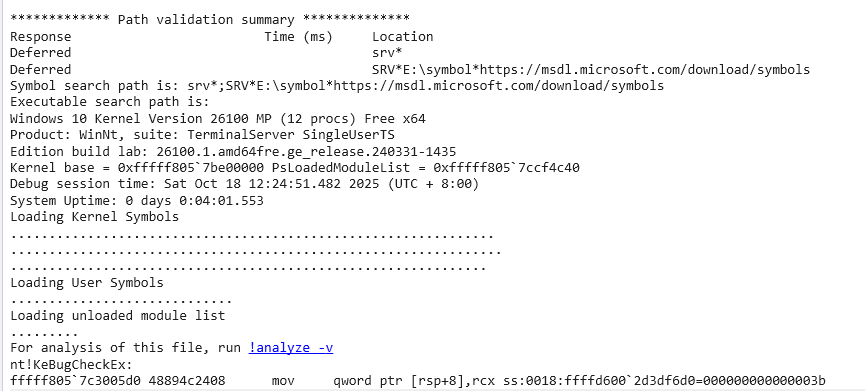 ************* Path validation summary **************
Response                         Time (ms)     Location
Deferred                                       srv*
Deferred                                       SRV*E:\symbol*https://msdl.microsoft.com/download/symbols
Symbol search path is: srv*;SRV*E:\symbol*https://msdl.microsoft.com/download/symbols
Executable search path is:
Windows 10 Kernel Version 26100 MP (12 procs) Free x64
Product: WinNt, suite: TerminalServer SingleUserTS
Edition build lab: 26100.1.amd64fre.ge_release.240331-1435
Kernel base = 0xfffff805`7be00000 PsLoadedModuleList = 0xfffff805`7ccf4c40
Debug session time: Sat Oct 18 12:24:51.482 2025 (UTC + 8:00)
System Uptime: 0 days 0:04:01.553
Loading Kernel Symbols
...............................................................
................................................................
..............................................................
Loading User Symbols
.............................
Loading unloaded module list
.........
For analysis of this file, run !analyze -v
nt!KeBugCheckEx:
fffff805`7c3005d0 48894c2408      mov     qword ptr [rsp+8],rcx ss:0018:ffffd600`2d3df6d0=000000000000003b